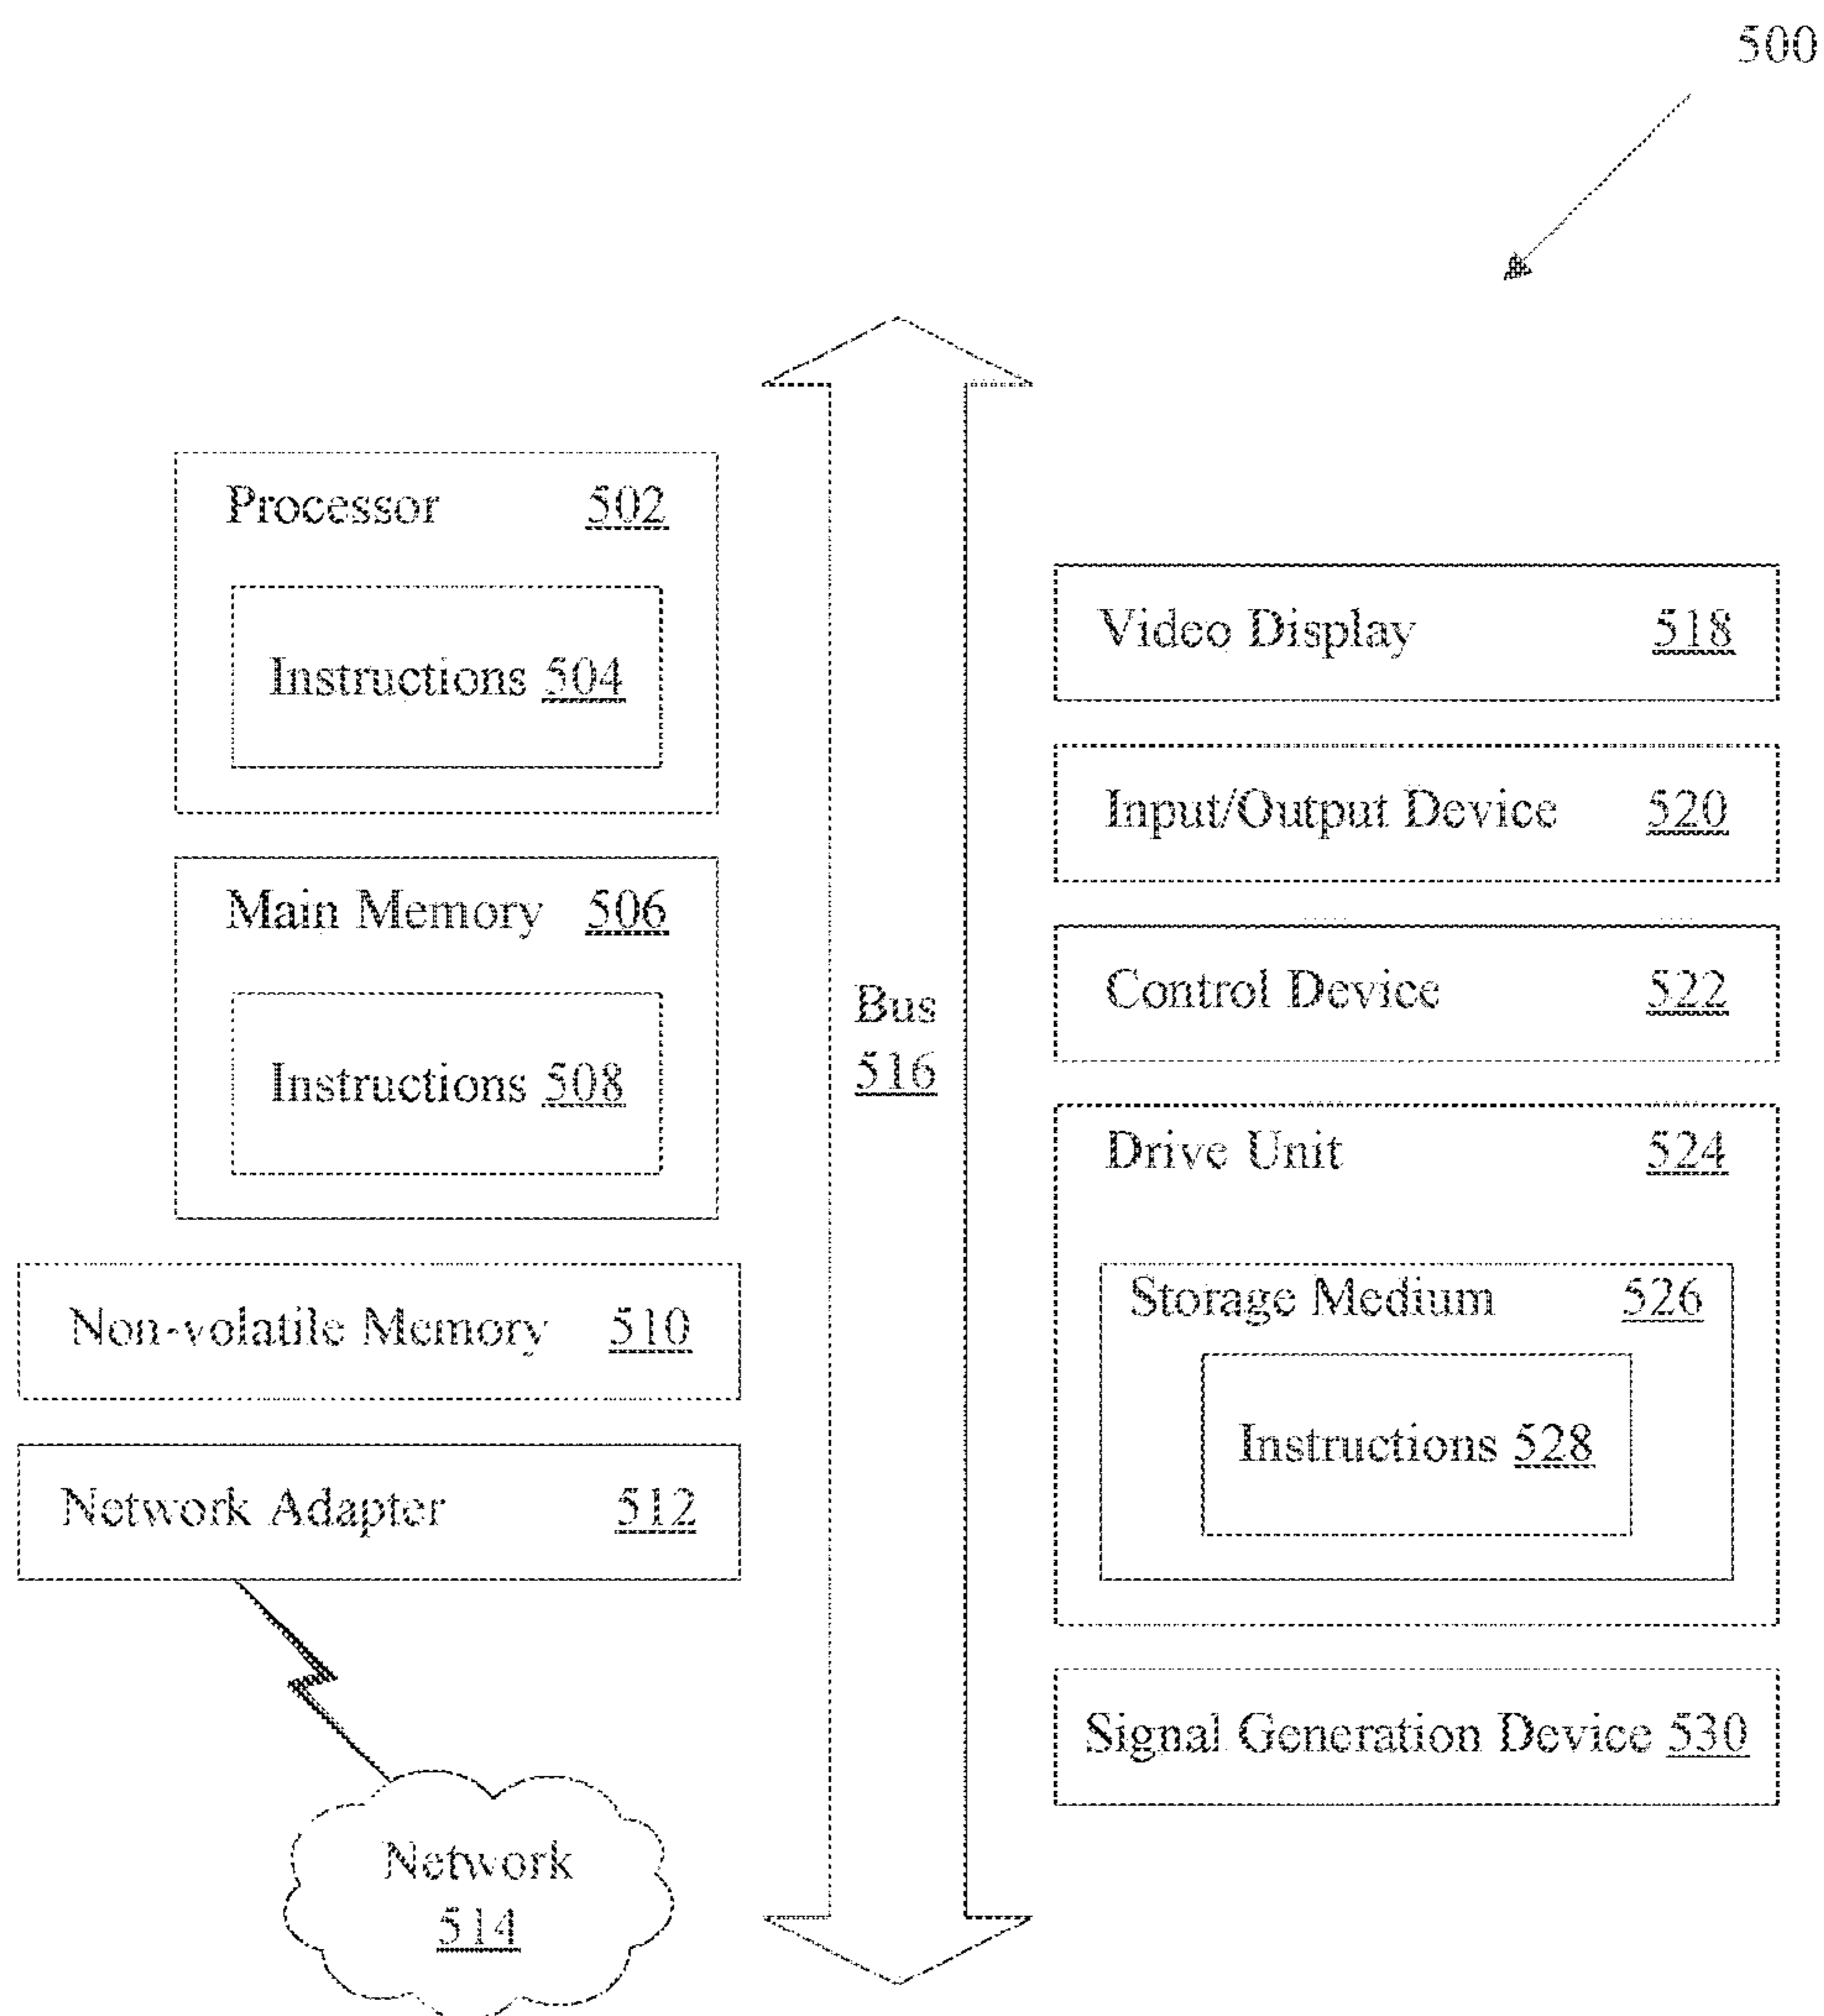 500
Processor 502
Instructions 504
Main Memory 506
Instructions 508
Non-volatile Memory 510
Network Adapter 512
Network
514
Bus
516
Video Display 518
Input/Output Device 520
Control Device 522
Drive Unit 524
Storage Medium 526
Instructions 528
Signal Generation Device 530